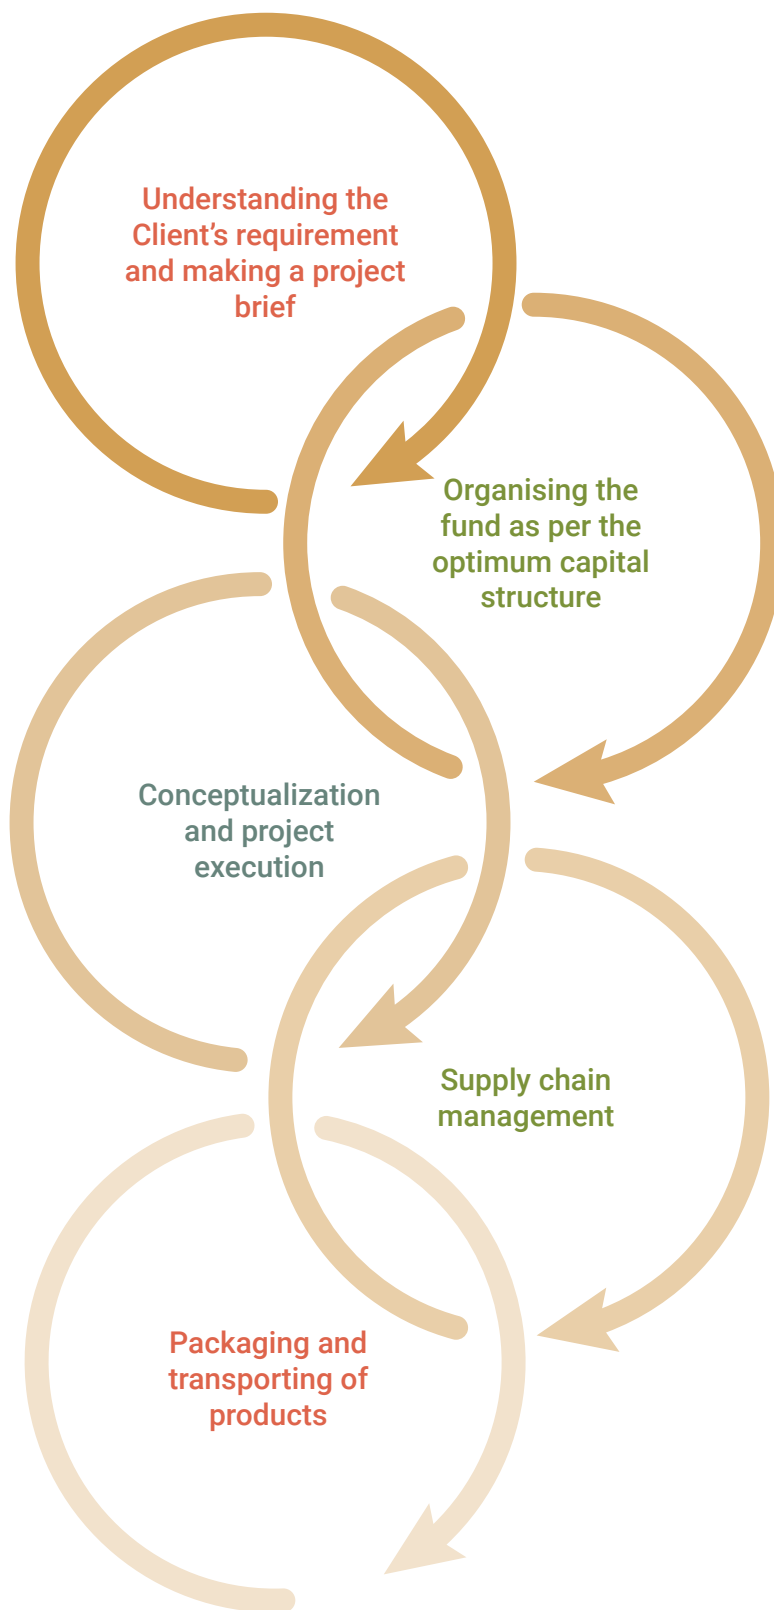 Understanding the
Client’s requirement
and making a project
brief
Organising the
fund as per the
optimum capital
structure
Conceptualization
and project
execution
Supply chain
management
Packaging and
transporting of
products